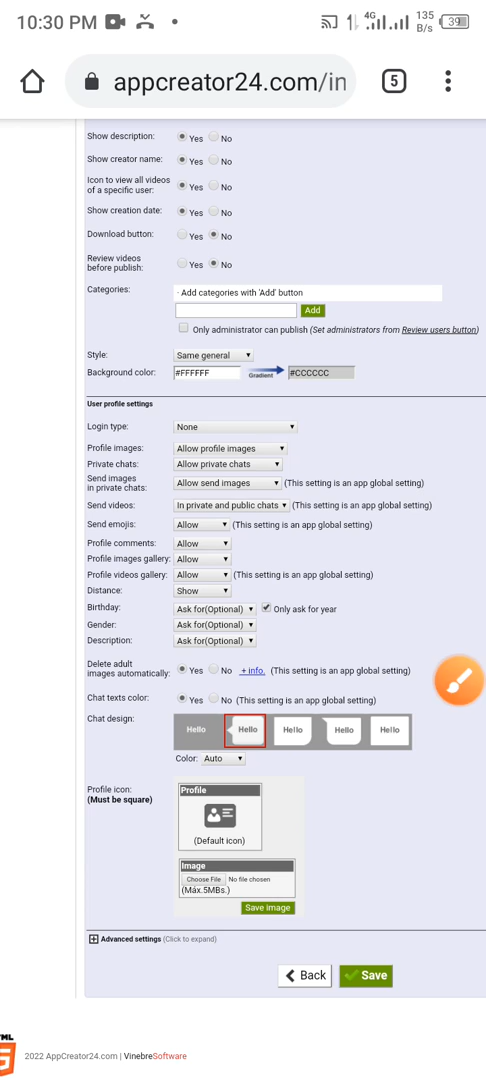 10:30 PM 4G 135 B/s 39
appcreator24.com/in 5
Show description: Yes No
Show creator name: Yes No
Icon to view all videos
of a specific user: Yes No
Show creation date: Yes No
Download button: Yes No
Review videos
before publish: Yes No
Categories: · Add categories with 'Add' button
Add
Only administrator can publish (Set administrators from Review users button)
Style: Same general
Background color: #FFFFFF Gradient #CCCCCC
User profile settings
Login type: None
Profile images: Allow profile images
Private chats: Allow private chats
Send images
in private chats: Allow send images (This setting is an app global setting)
Send videos: In private and public chats (This setting is an app global setting)
Send emojis: Allow (This setting is an app global setting)
Profile comments: Allow
Profile images gallery: Allow
Profile videos gallery: Allow (This setting is an app global setting)
Distance: Show
Birthday: Ask for(Optional) Only ask for year
Gender: Ask for(Optional)
Description: Ask for(Optional)
Delete adult
images automatically: Yes No + info. (This setting is an app global setting)
Chat texts color: Yes No (This setting is an app global setting)
Chat design: Hello Hello Hello Hello Hello
Color: Auto
Profile icon:
(Must be square)
Profile
(Default icon)
Image
Choose File No file chosen
(Máx.5MBs.)
Save image
Advanced settings (Click to expand)
Back Save
2022 AppCreator24.com | VinebreSoftware